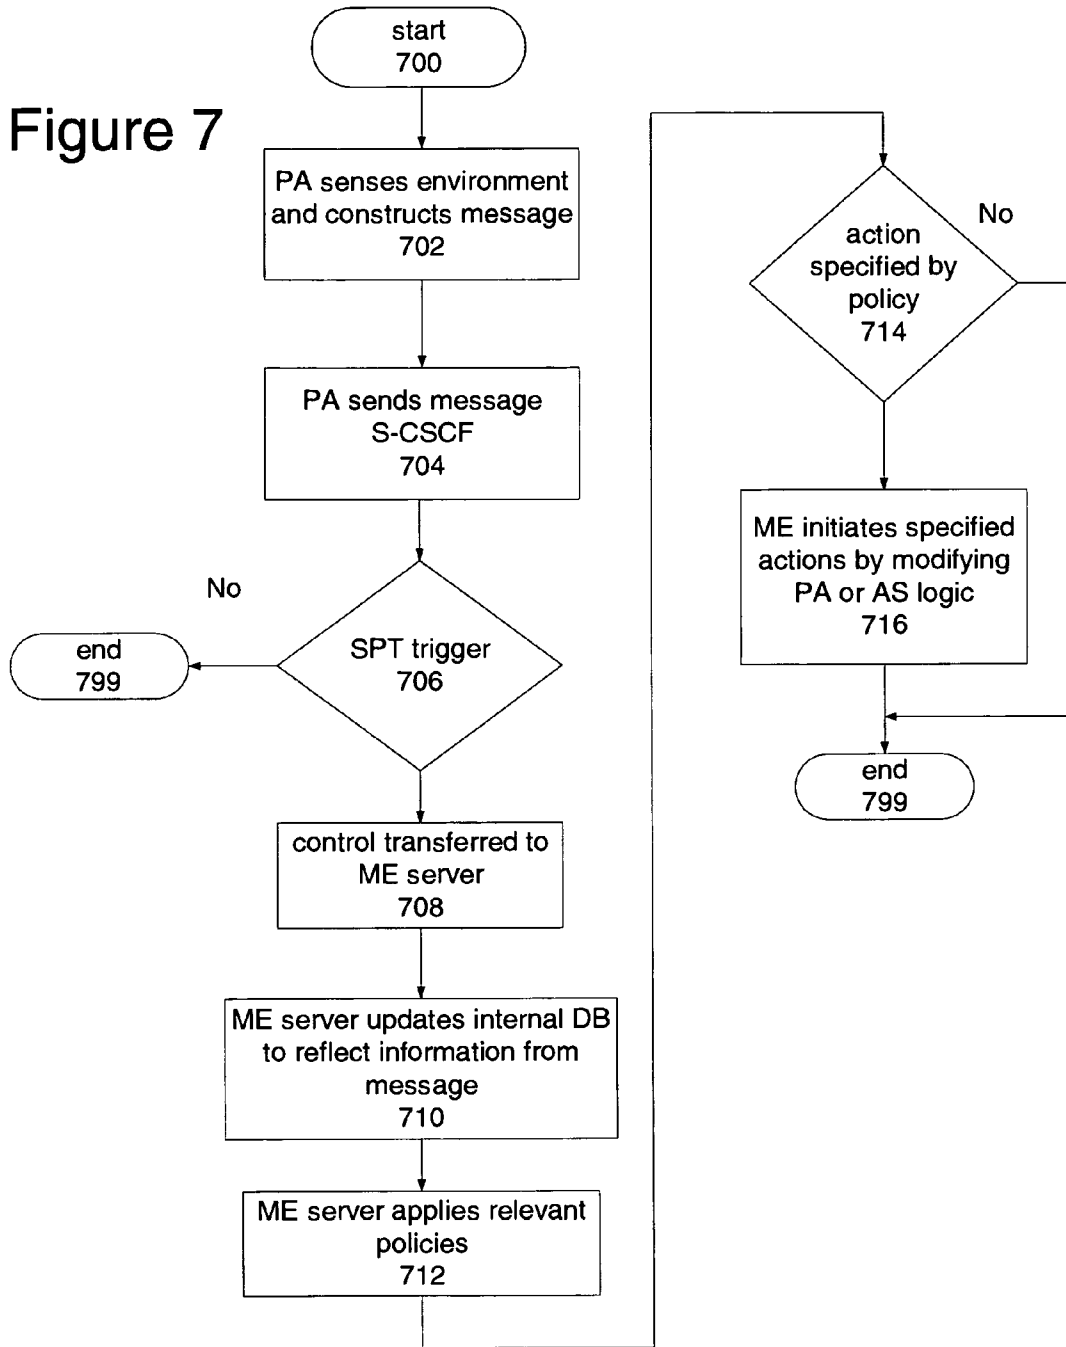 Figure 7
start
700
PA senses environment
and constructs message
702
PA sends message
S-CSCF
704
No
SPT trigger
706
end
799
control transferred to
ME server
708
ME server updates internal DB
to reflect information from
message
710
ME server applies relevant
policies
712
No
action
specified by
policy
714
ME initiates specified
actions by modifying
PA or AS logic
716
end
799